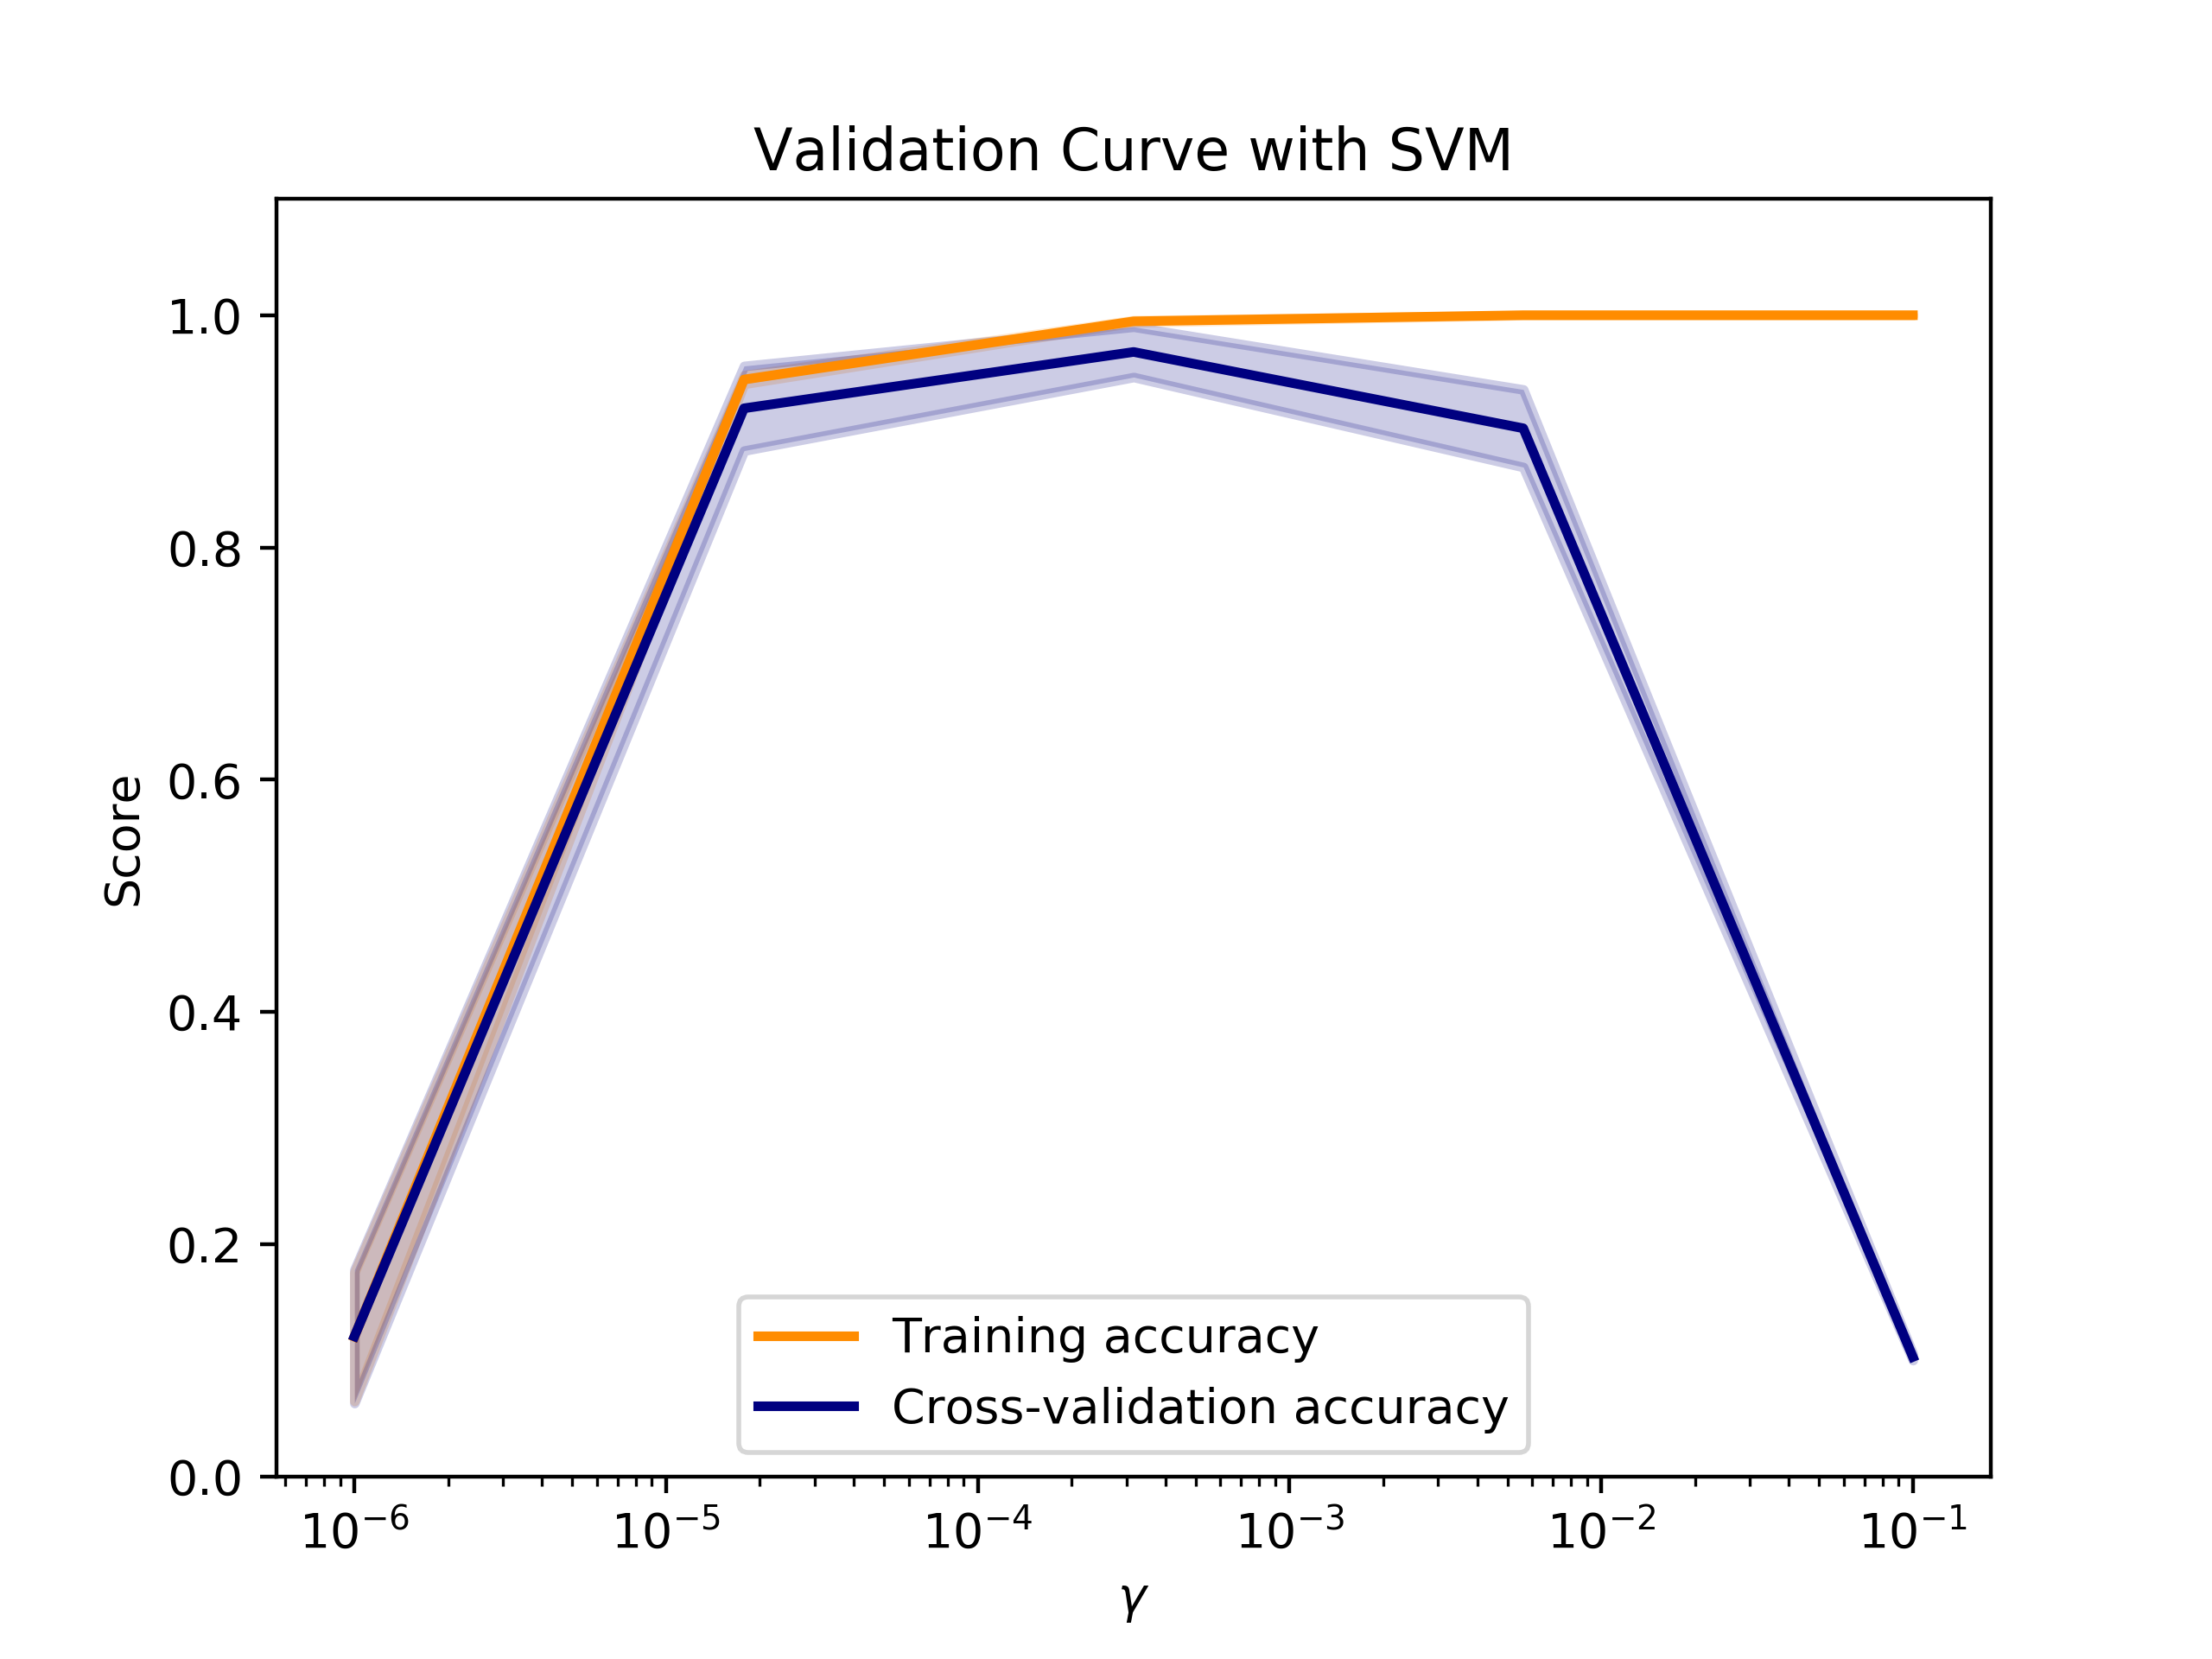 Validation Curve with SVM
1.0
0.8
0.6
0.4
0.2
0.0
Score
Training accuracy
Cross-validation accuracy
10⁻⁶ 10⁻⁵ 10⁻⁴ 10⁻³ 10⁻² 10⁻¹
γ